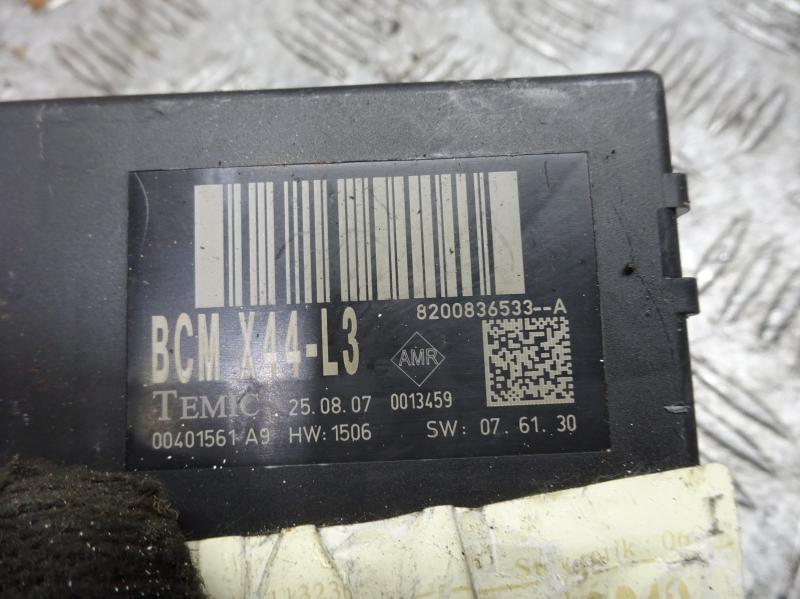 8200836533--A
BCM X44-L3
AMR
TEMIC 25.08.07 0013459
00401561-A9 HW:1506 SW: 07.61.30